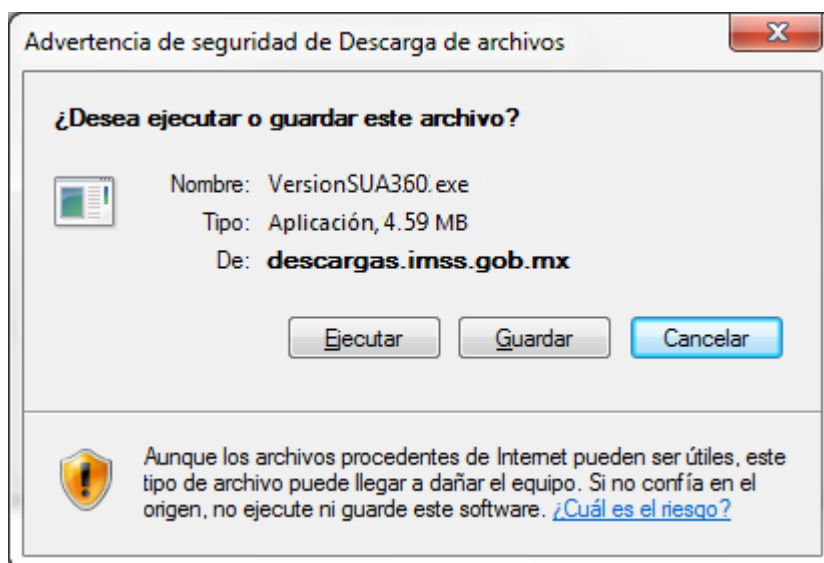 Advertencia de seguridad de Descarga de archivos
¿Desea ejecutar o guardar este archivo?
Nombre: VersionSUA3.60.exe
Tipo: Aplicación, 4.59 MB
De: descargas.imss.gob.mx
Ejecutar Guardar Cancelar
Aunque los archivos procedentes de Internet pueden ser útiles, este
tipo de archivo puede llegar a dañar el equipo. Si no confía en el
origen, no ejecute ni guarde este software. ¿Cuál es el riesgo?